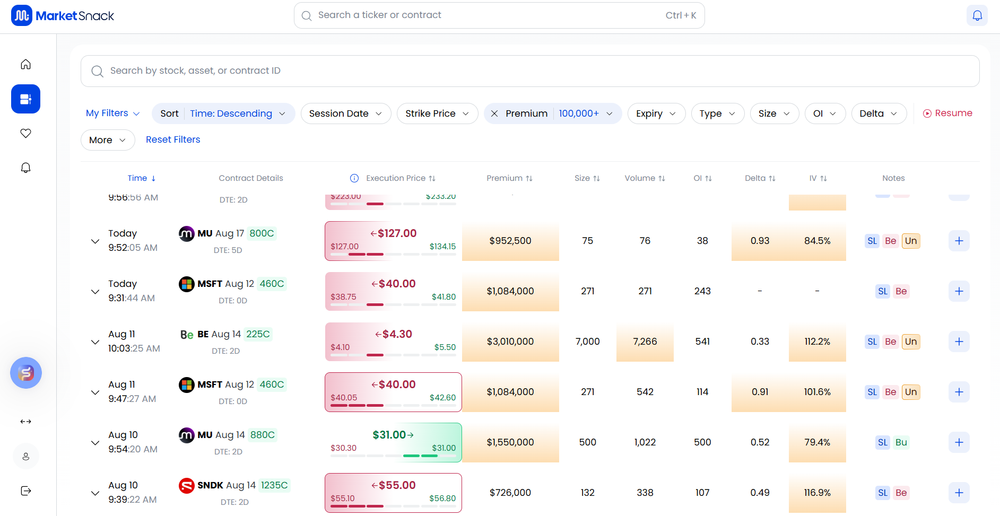 MarketSnack
Search a ticker or contract Ctrl+K
Search by stock, asset, or contract ID
My Filters Sort Time: Descending Session Date Strike Price Premium 100,000+ Expiry Type Size OI Delta Resume
More Reset Filters
Time ↓ Contract Details Execution Price Premium Size Volume OI Delta IV Notes
9:56:56 AM DTE: 2D $223.00 $233.20
Today MU Aug 17 800C ←$127.00
9:52:05 AM DTE: 5D $127.00 $134.15 $952,500 75 76 38 0.93 84.5% SL Be Un +
Today MSFT Aug 12 460C ←$40.00
9:31:44 AM DTE: 0D $38.75 $41.80 $1,084,000 271 271 243 - - SL Be +
Aug 11 Be BE Aug 14 225C ←$4.30
10:03:25 AM DTE: 2D $4.10 $5.50 $3,010,000 7,000 7,266 541 0.33 112.2% SL Be Un +
Aug 11 MSFT Aug 12 460C ←$40.00
9:47:27 AM DTE: 0D $40.05 $42.60 $1,084,000 271 542 114 0.91 101.6% SL Be Un +
Aug 10 MU Aug 14 880C $31.00→
9:54:20 AM DTE: 2D $30.30 $31.00 $1,550,000 500 1,022 500 0.52 79.4% SL Bu +
Aug 10 SNDK Aug 14 1235C ←$55.00
9:39:22 AM DTE: 2D $55.10 $56.80 $726,000 132 338 107 0.49 116.9% SL Be +